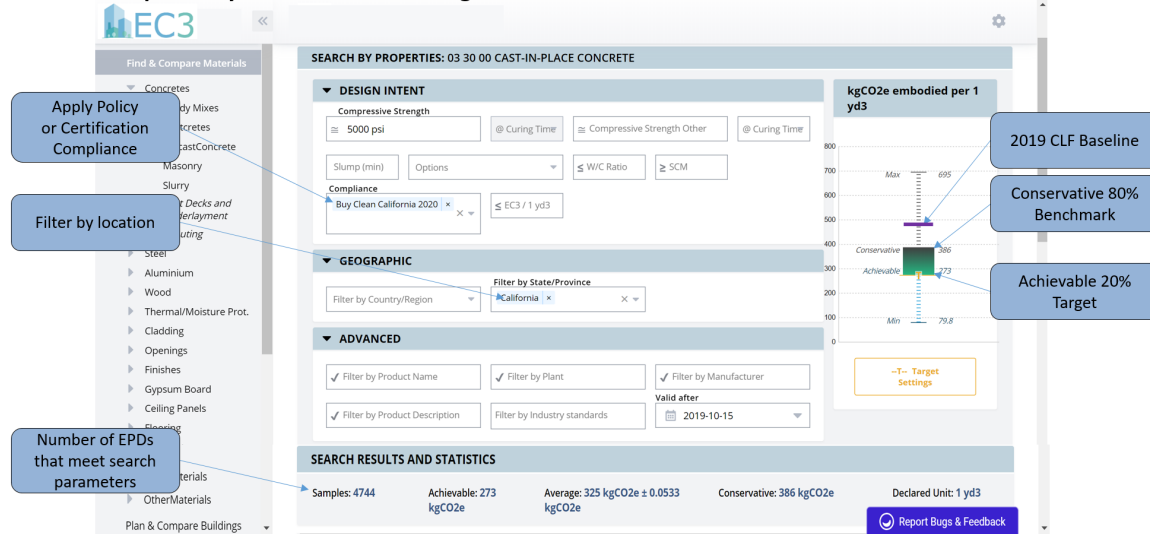 EC3
«
Find & Compare Materials
Concretes
dy Mixes
tcretes
castConcrete
Masonry
Slurry
t Decks and
derlayment
uting
Steel
Aluminium
Wood
Thermal/Moisture Prot.
Cladding
Openings
Finishes
Gypsum Board
Ceiling Panels
Flooring
terials
OtherMaterials
Plan & Compare Buildings
Apply Policy
or Certification
Compliance
Filter by location
Number of EPDs
that meet search
parameters
SEARCH BY PROPERTIES: 03 30 00 CAST-IN-PLACE CONCRETE
DESIGN INTENT
Compressive Strength
≅ 5000 psi
@ Curing Time
≅ Compressive Strength Other
@ Curing Time
Slump (min)
Options
≤ W/C Ratio
≥ SCM
Compliance
Buy Clean California 2020 ×
≤ EC3 / 1 yd3
GEOGRAPHIC
Filter by Country/Region
Filter by State/Province
California ×
ADVANCED
✓ Filter by Product Name
✓ Filter by Plant
✓ Filter by Manufacturer
✓ Filter by Product Description
Filter by Industry standards
Valid after
2019-10-15
kgCO2e embodied per 1
yd3
800
700
600
500
400
300
200
100
0
Max 695
Conservative 386
Achievable 273
Min 79.8
--T-- Target
Settings
2019 CLF Baseline
Conservative 80%
Benchmark
Achievable 20%
Target
SEARCH RESULTS AND STATISTICS
Samples: 4744
Achievable: 273
kgCO2e
Average: 325 kgCO2e ± 0.0533
kgCO2e
Conservative: 386 kgCO2e
Declared Unit: 1 yd3
Report Bugs & Feedback